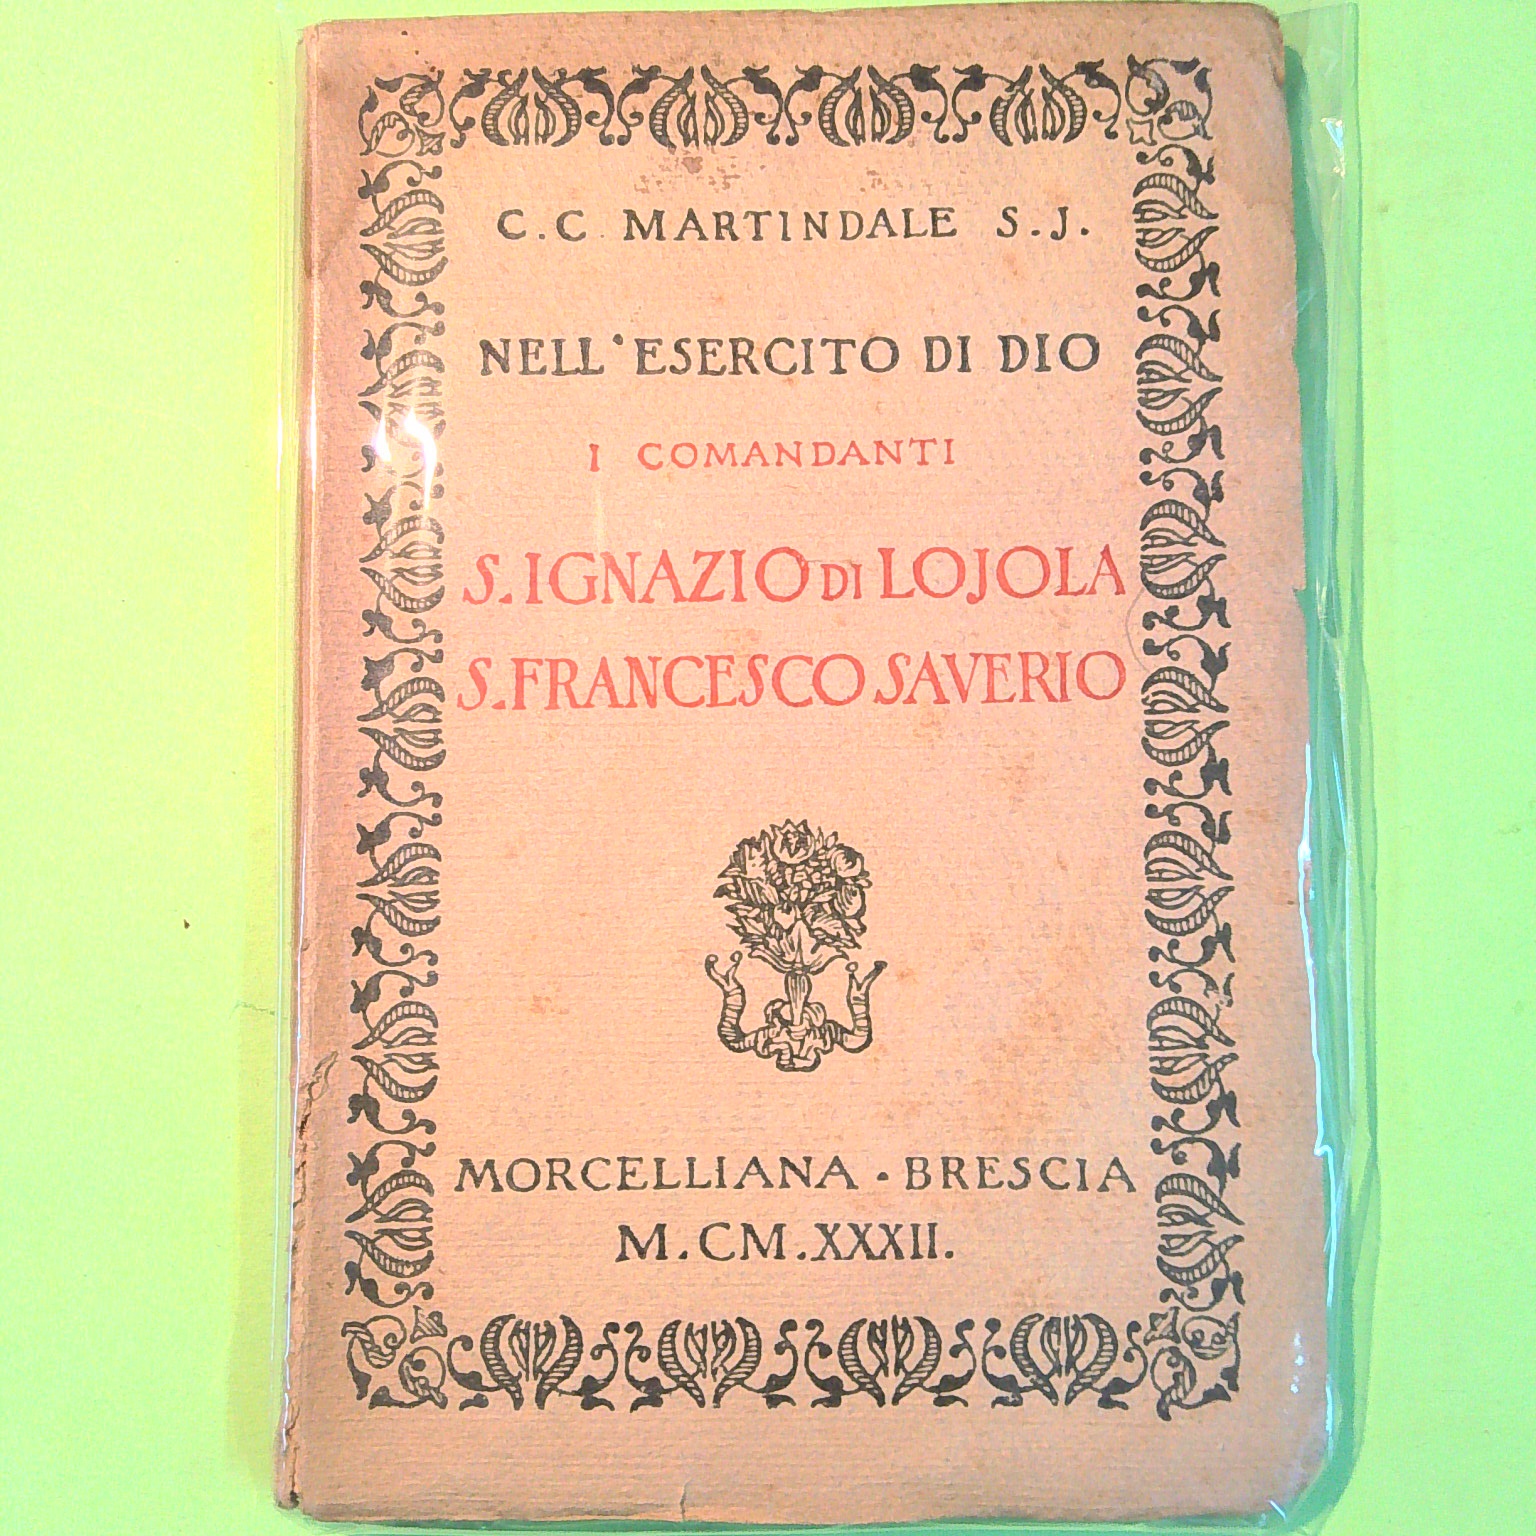 C.C. MARTINDALE S.J.
NELL'ESERCITO DI DIO
I COMANDANTI
S. IGNAZIO DI LOJOLA
S. FRANCESCO SAVERIO
MORCELLIANA · BRESCIA
M.CM.XXXII.